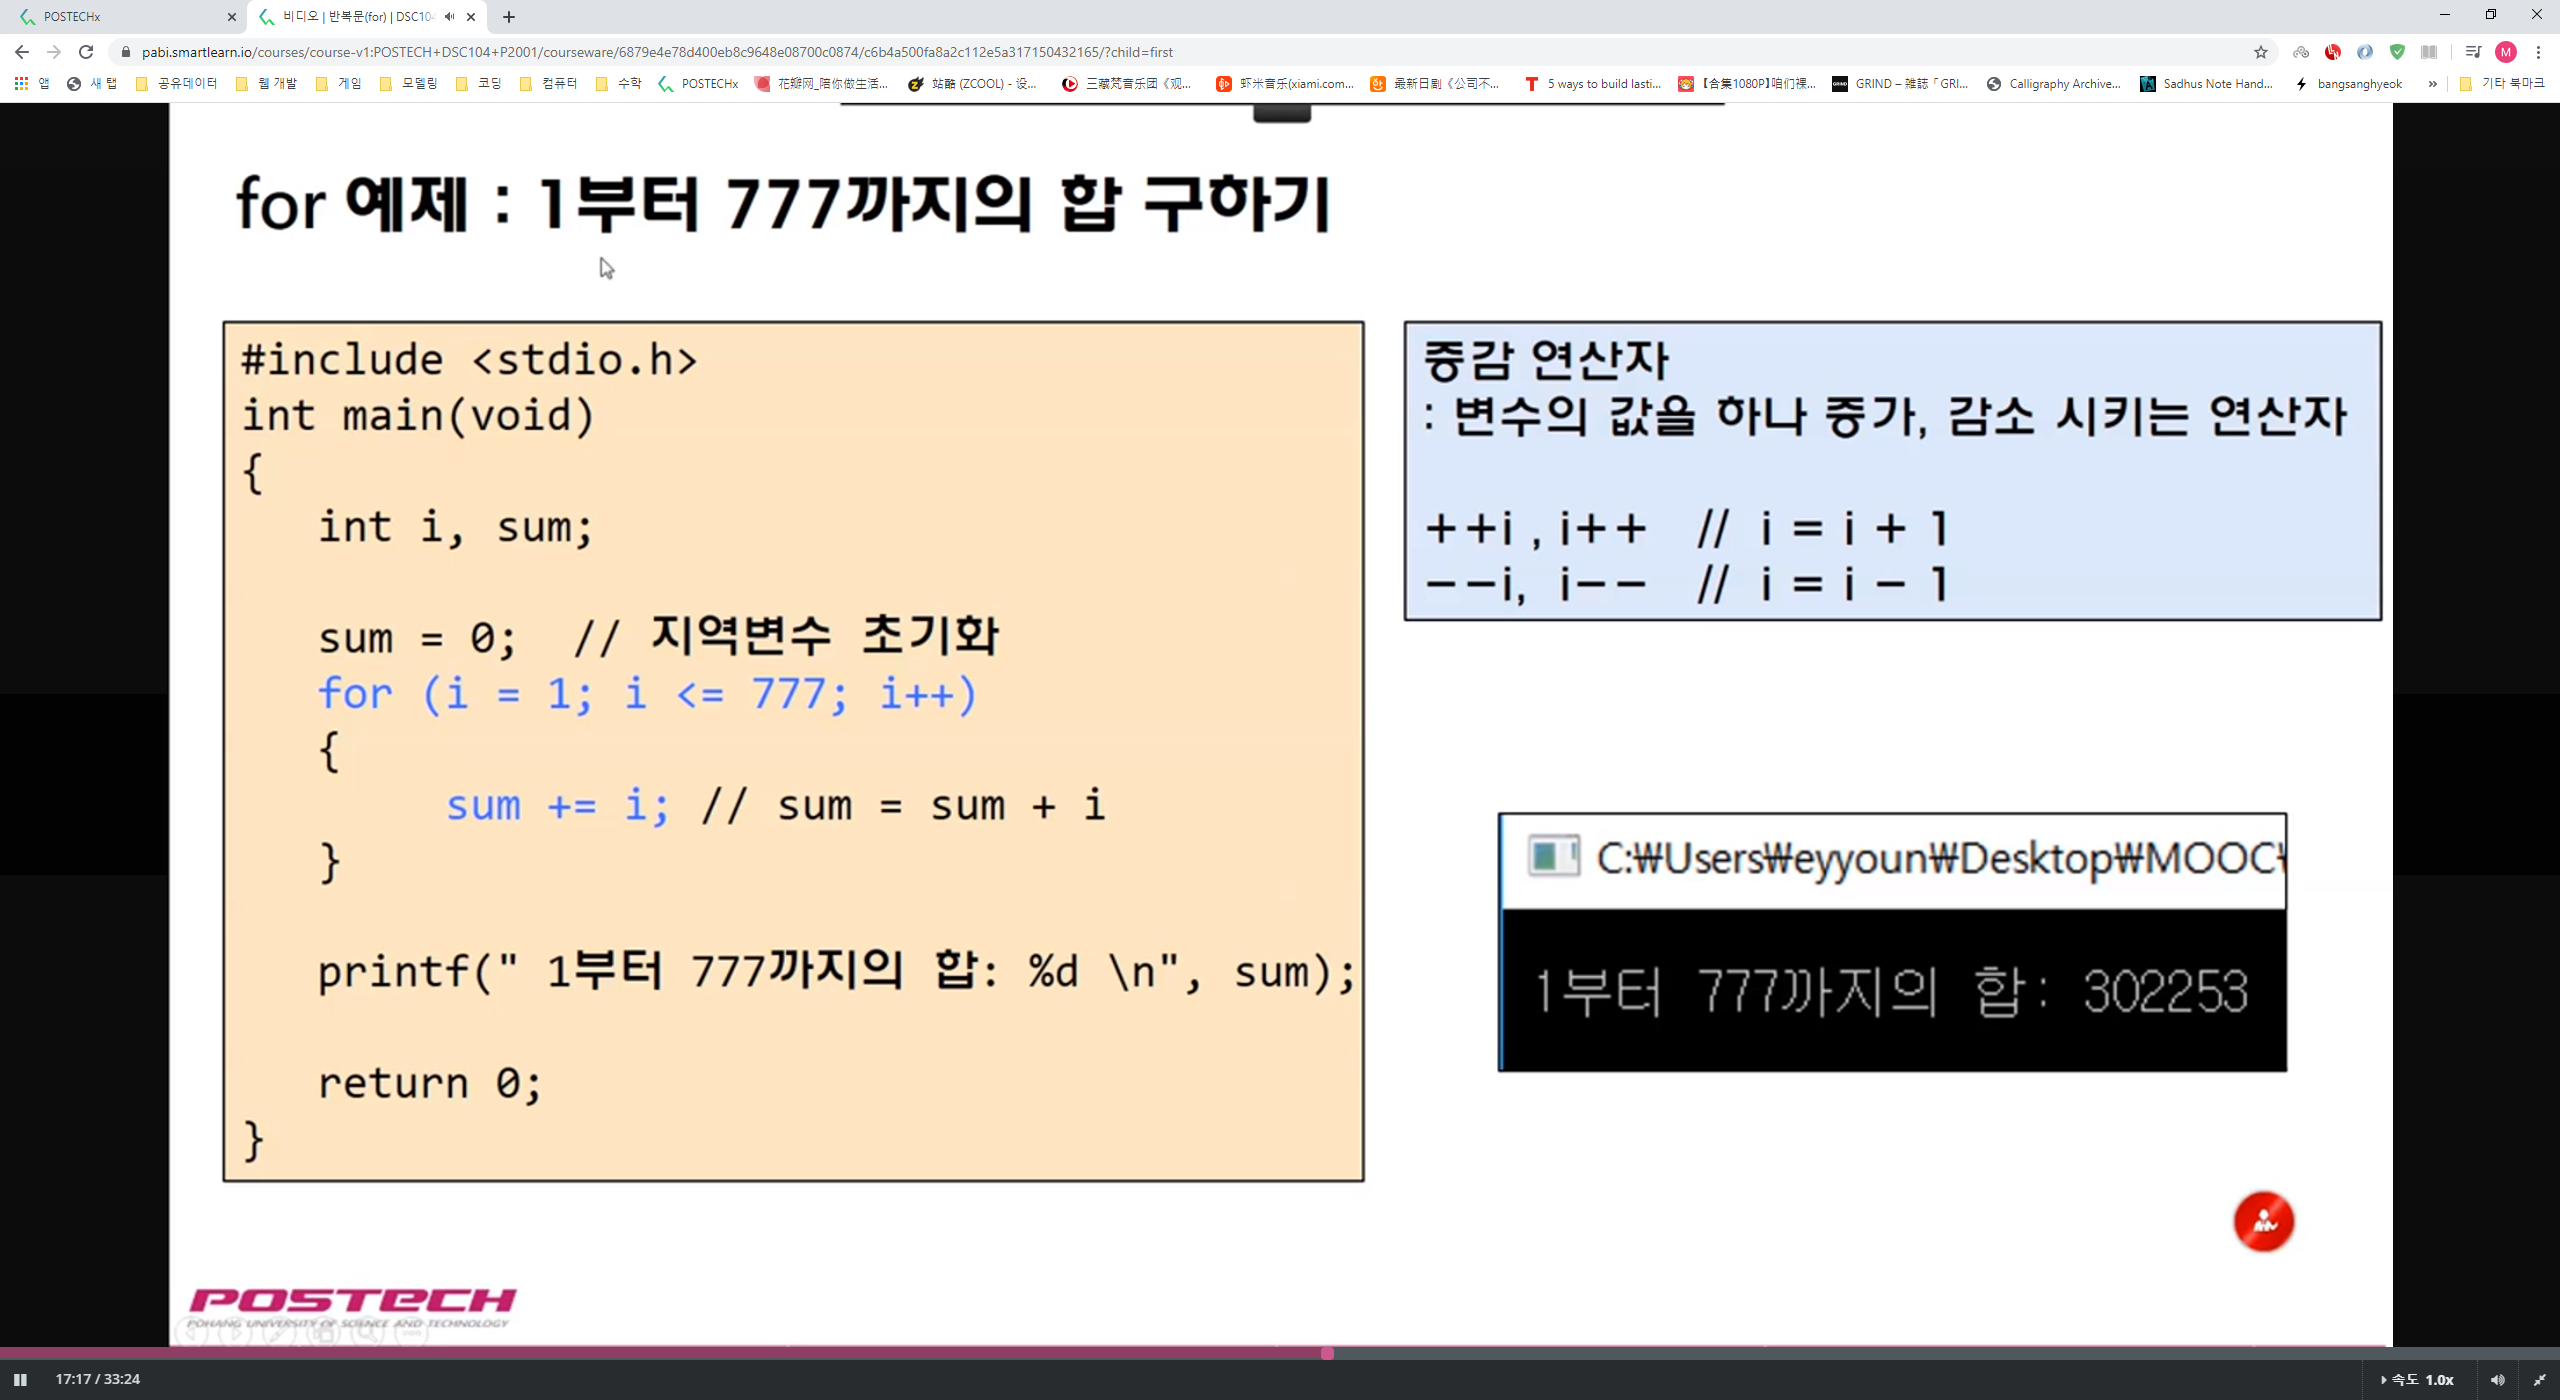 POSTECHx
비디오 | 반복문(for) | DSC10
pabi.smartlearn.io/courses/course-v1:POSTECH+DSC104+P2001/courseware/6879e4e78d400eb8c9648e08700c0874/c6b4a500fa8a2c112e5a317150432165/?child=first
M
앱 새 탭 공유데이터 웹 개발 게임 모델링 코딩 컴퓨터 수학 POSTECHx 花瓣网_陪你做生活... 站酷 (ZCOOL) - 设... 三藏梵音乐团《观... 虾米音乐(xiami.com... 最新日剧《公司不... 5 ways to build lasti... 【合集1080P】咱们裸... GRIND – 雑誌「GRI... Calligraphy Archive... Sadhus Note Hand... bangsanghyeok » 기타 북마크
for 예제 : 1부터 777까지의 합 구하기
#include <stdio.h>
int main(void)
{
int i, sum;
sum = 0; // 지역변수 초기화
for (i = 1; i <= 777; i++)
{
sum += i; // sum = sum + i
}
printf(" 1부터 777까지의 합: %d \n", sum);
return 0;
}
증감 연산자
: 변수의 값을 하나 증가, 감소 시키는 연산자
++i , i++ // i = i + 1
--i, i-- // i = i - 1
C:₩Users₩eyyoun₩Desktop₩MOOC
1부터 777까지의 합: 302253
POSTECH
POHANG UNIVERSITY OF SCIENCE AND TECHNOLOGY
17:17 / 33:24
속도 1.0x